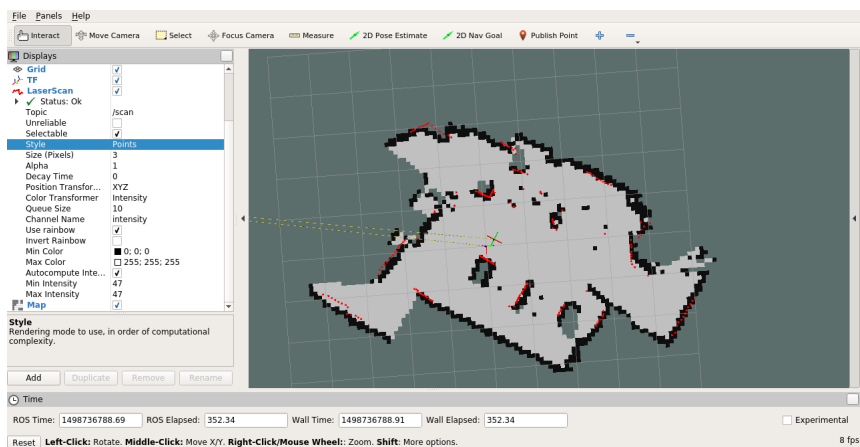 File Panels Help
Interact Move Camera Select Focus Camera Measure 2D Pose Estimate 2D Nav Goal Publish Point
Displays
Grid
TF
LaserScan
Status: Ok
Topic /scan
Unreliable
Selectable
Style Points
Size (Pixels) 3
Alpha 1
Decay Time 0
Position Transfor... XYZ
Color Transformer Intensity
Queue Size 10
Channel Name intensity
Use rainbow
Invert Rainbow
Min Color 0; 0; 0
Max Color 255; 255; 255
Autocompute Inte...
Min Intensity 47
Max Intensity 47
Map
Style
Rendering mode to use, in order of computational
complexity.
Add Duplicate Remove Rename
Time
ROS Time: 1498736788.69 ROS Elapsed: 352.34 Wall Time: 1498736788.91 Wall Elapsed: 352.34 Experimental
Reset Left-Click: Rotate. Middle-Click: Move X/Y. Right-Click/Mouse Wheel:: Zoom. Shift: More options. 8 fps